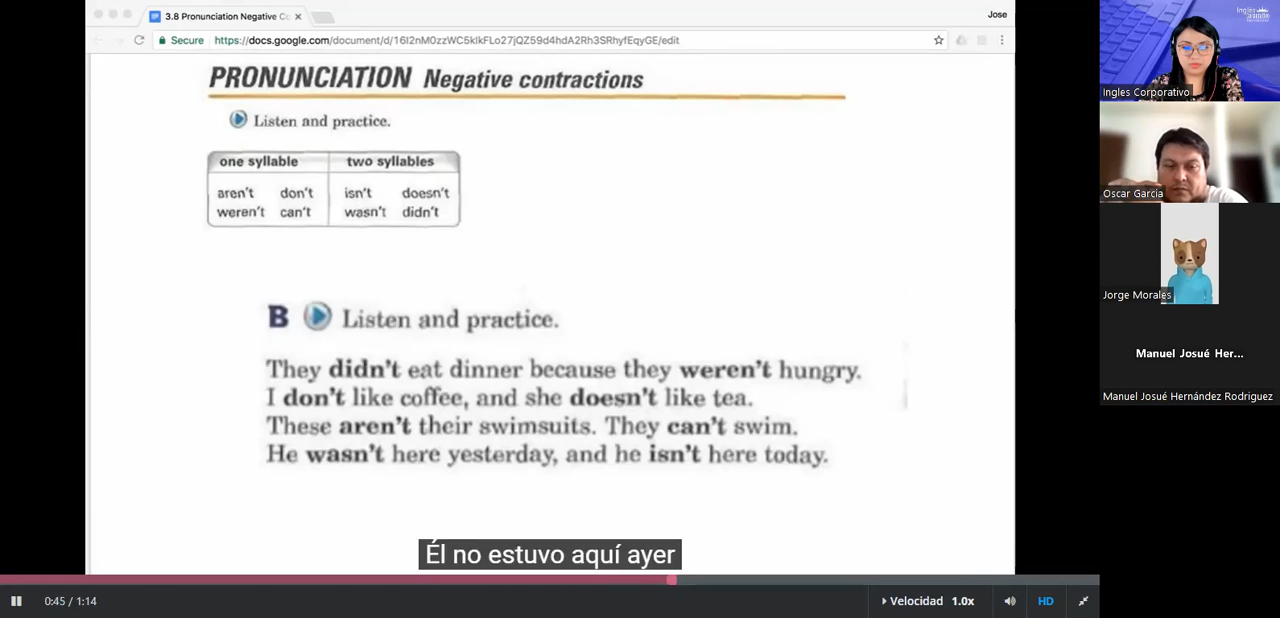 3.8 Pronunciation Negative Co
Jose
Secure
https://docs.google.com/document/d/16I2nM0zzWC5kIkFLo27jQZ59d4hdA2Rh3SRhyfEqyGE/edit
PRONUNCIATION Negative contractions
Listen and practice.
one syllable two syllables
aren't don't isn't doesn't
weren't can't wasn't didn't
B Listen and practice.
They didn't eat dinner because they weren't hungry.
I don't like coffee, and she doesn't like tea.
These aren't their swimsuits. They can't swim.
He wasn't here yesterday, and he isn't here today.
Él no estuvo aquí ayer
0:45 / 1:14
Velocidad 1.0x
HD
Ingles Corporativo
Oscar Garcia
Jorge Morales
Manuel Josué Her...
Manuel Josué Hernández Rodriguez